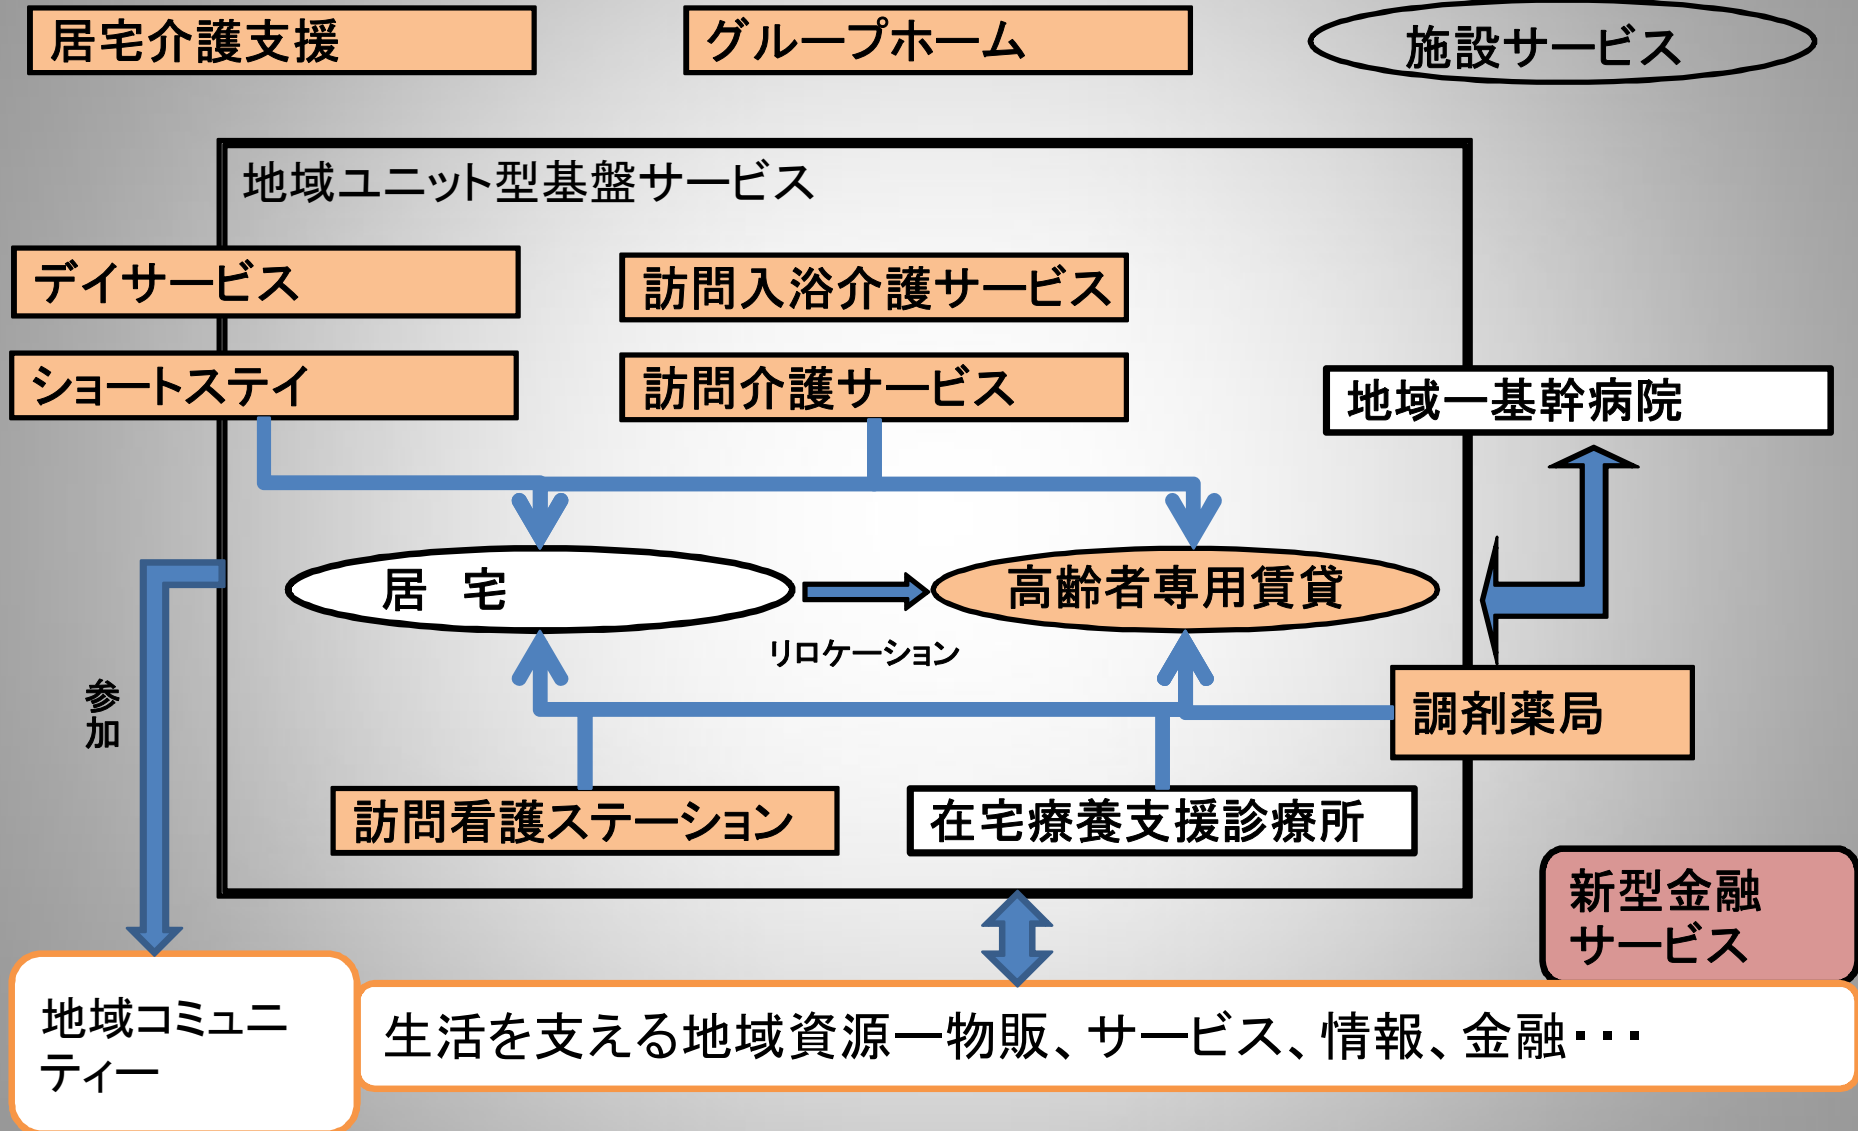 居宅介護支援
グループホーム
施設サービス
地域ユニット型基盤サービス
デイサービス
訪問入浴介護サービス
ショートステイ
訪問介護サービス
地域ー基幹病院
居 宅
高齢者専用賃貸
リロケーション
参
加
調剤薬局
訪問看護ステーション
在宅療養支援診療所
新型金融
サービス
地域コミュニ
ティー
生活を支える地域資源ー物販、サービス、情報、金融・・・